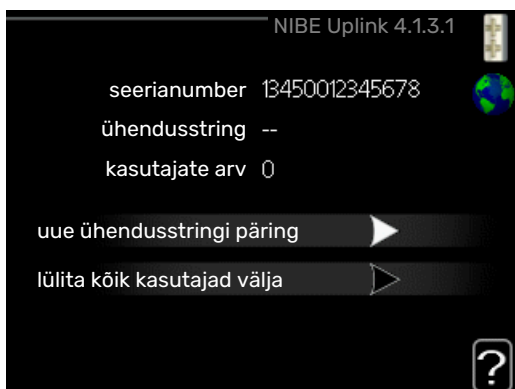 NIBE Uplink 4.1.3.1
seerianumber 13450012345678
ühendusstring --
kasutajate arv 0
uue ühendusstringi päring
lülita kõik kasutajad välja
?